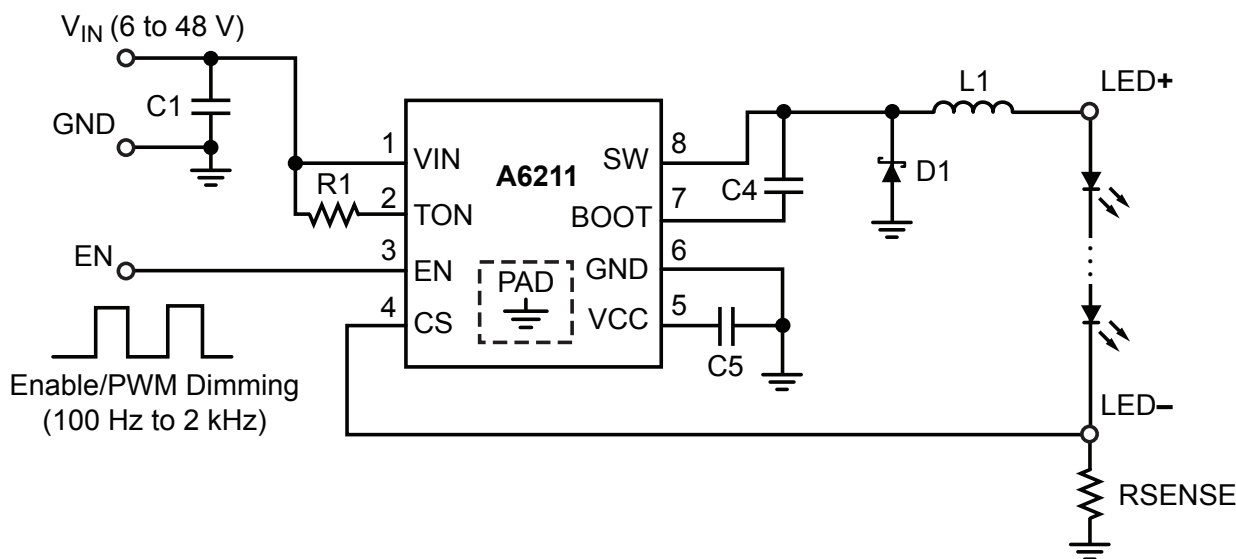 VIN (6 to 48 V)
C1
GND
R1
EN
Enable/PWM Dimming
(100 Hz to 2 kHz)
1
2
3
4
VIN
TON
EN
CS
A6211
PAD
SW
BOOT
GND
VCC
8
7
6
5
C4
C5
D1
L1
LED+
LED–
RSENSE